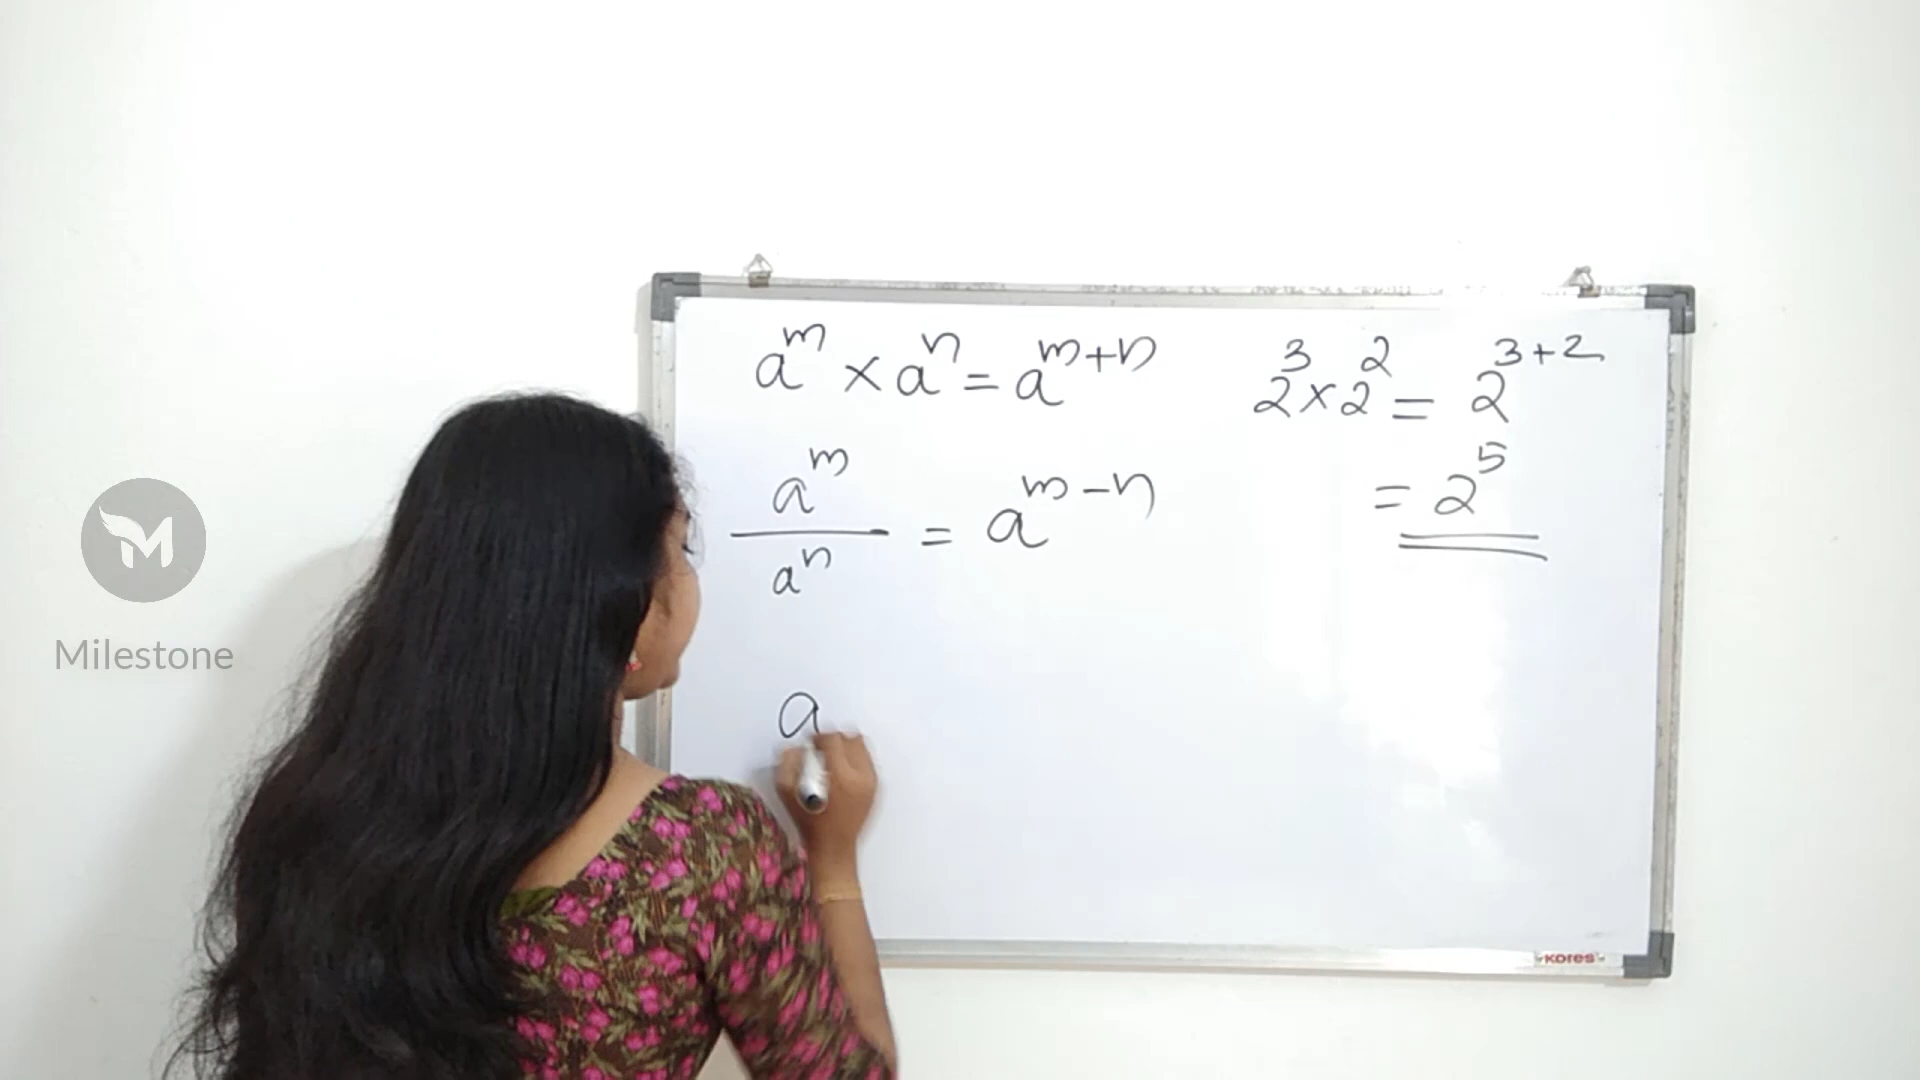 a^m × a^n = a^{m+n}
2^3 × 2^2 = 2^{3+2}
= 2^5
a^m / a^n = a^{m-n}
a
Milestone
Kores